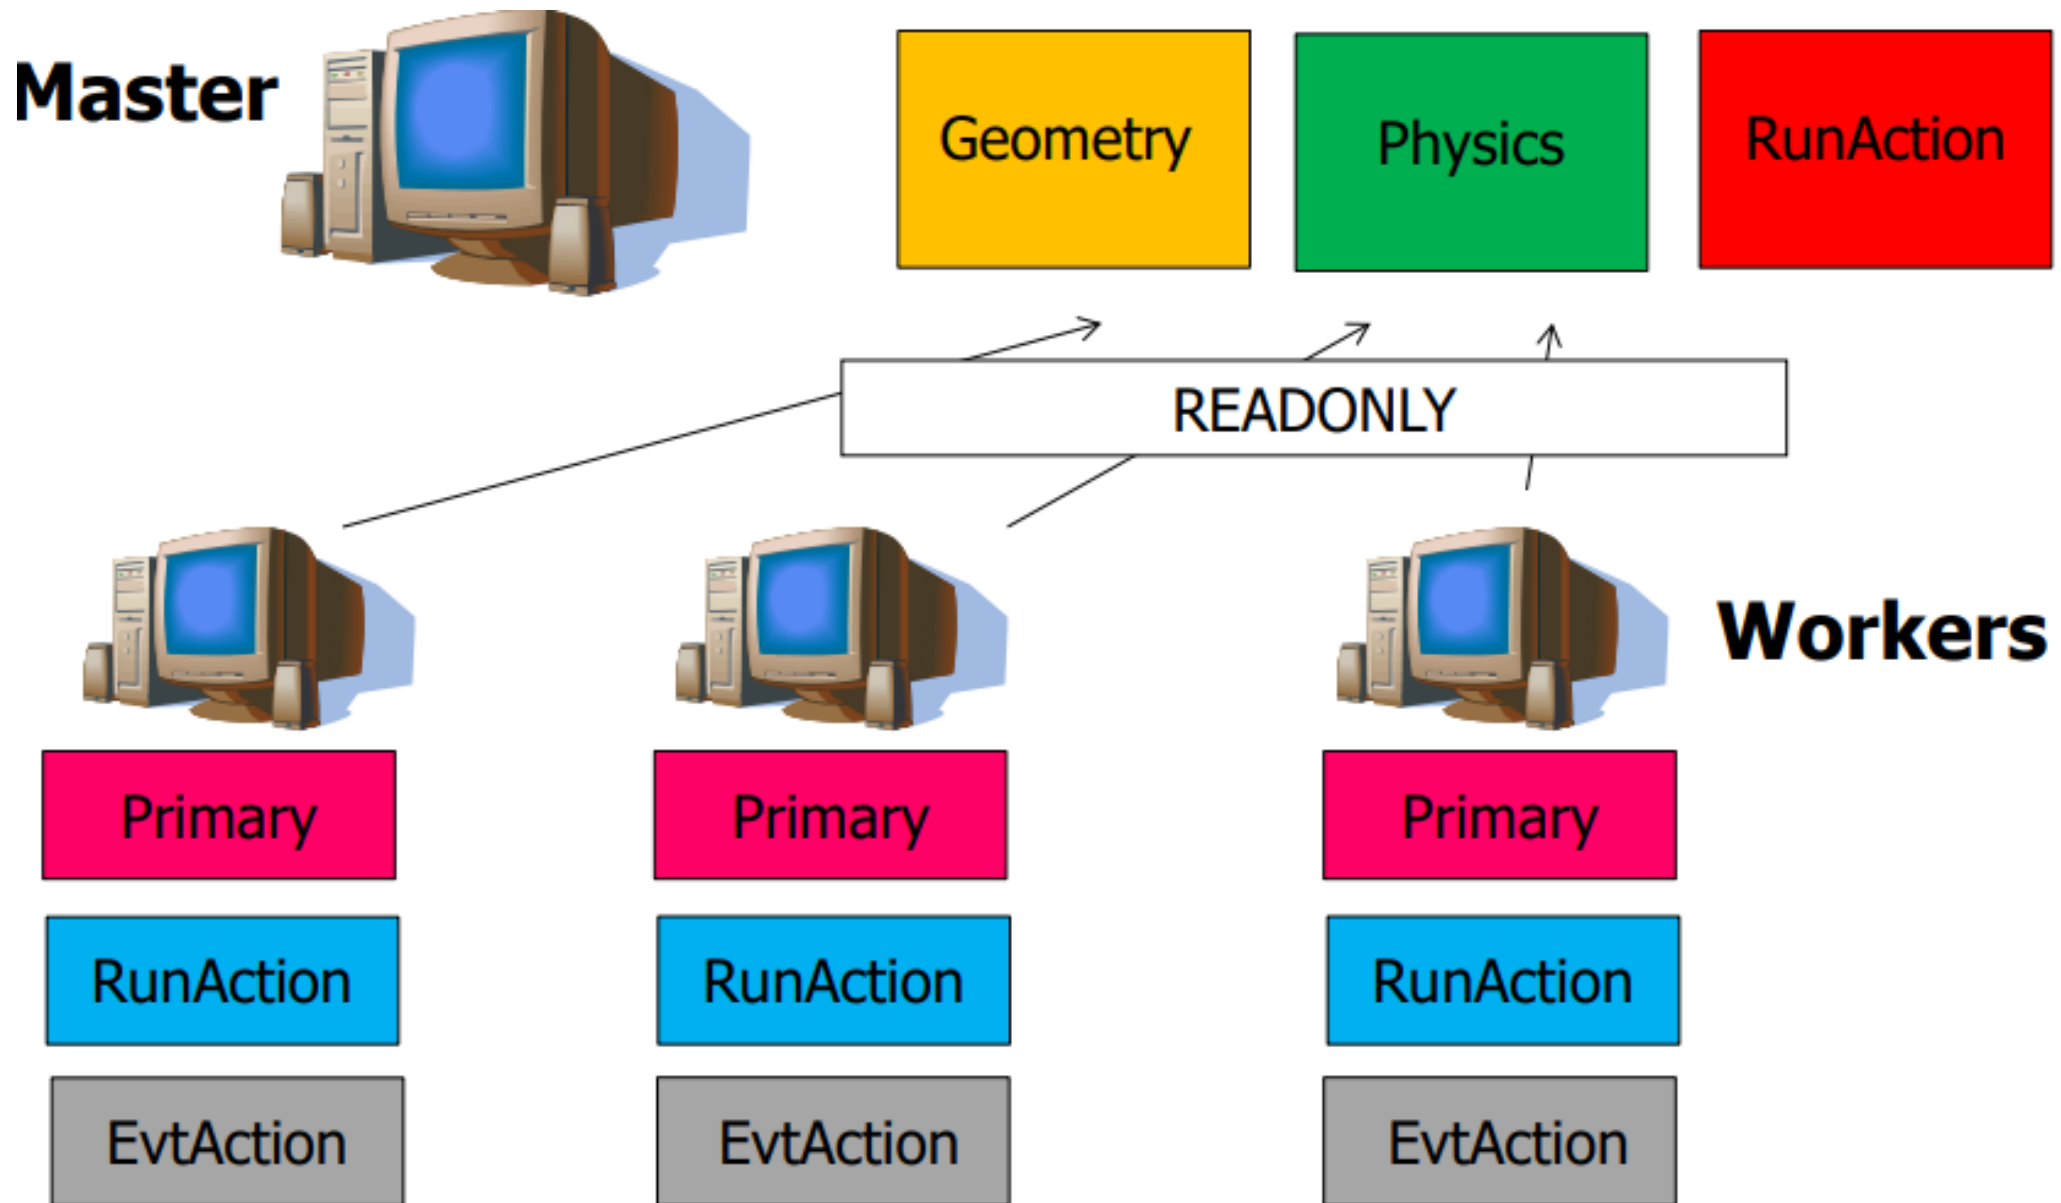 Master
Geometry
Physics
RunAction
READONLY
Workers
Primary
Primary
Primary
RunAction
RunAction
RunAction
EvtAction
EvtAction
EvtAction